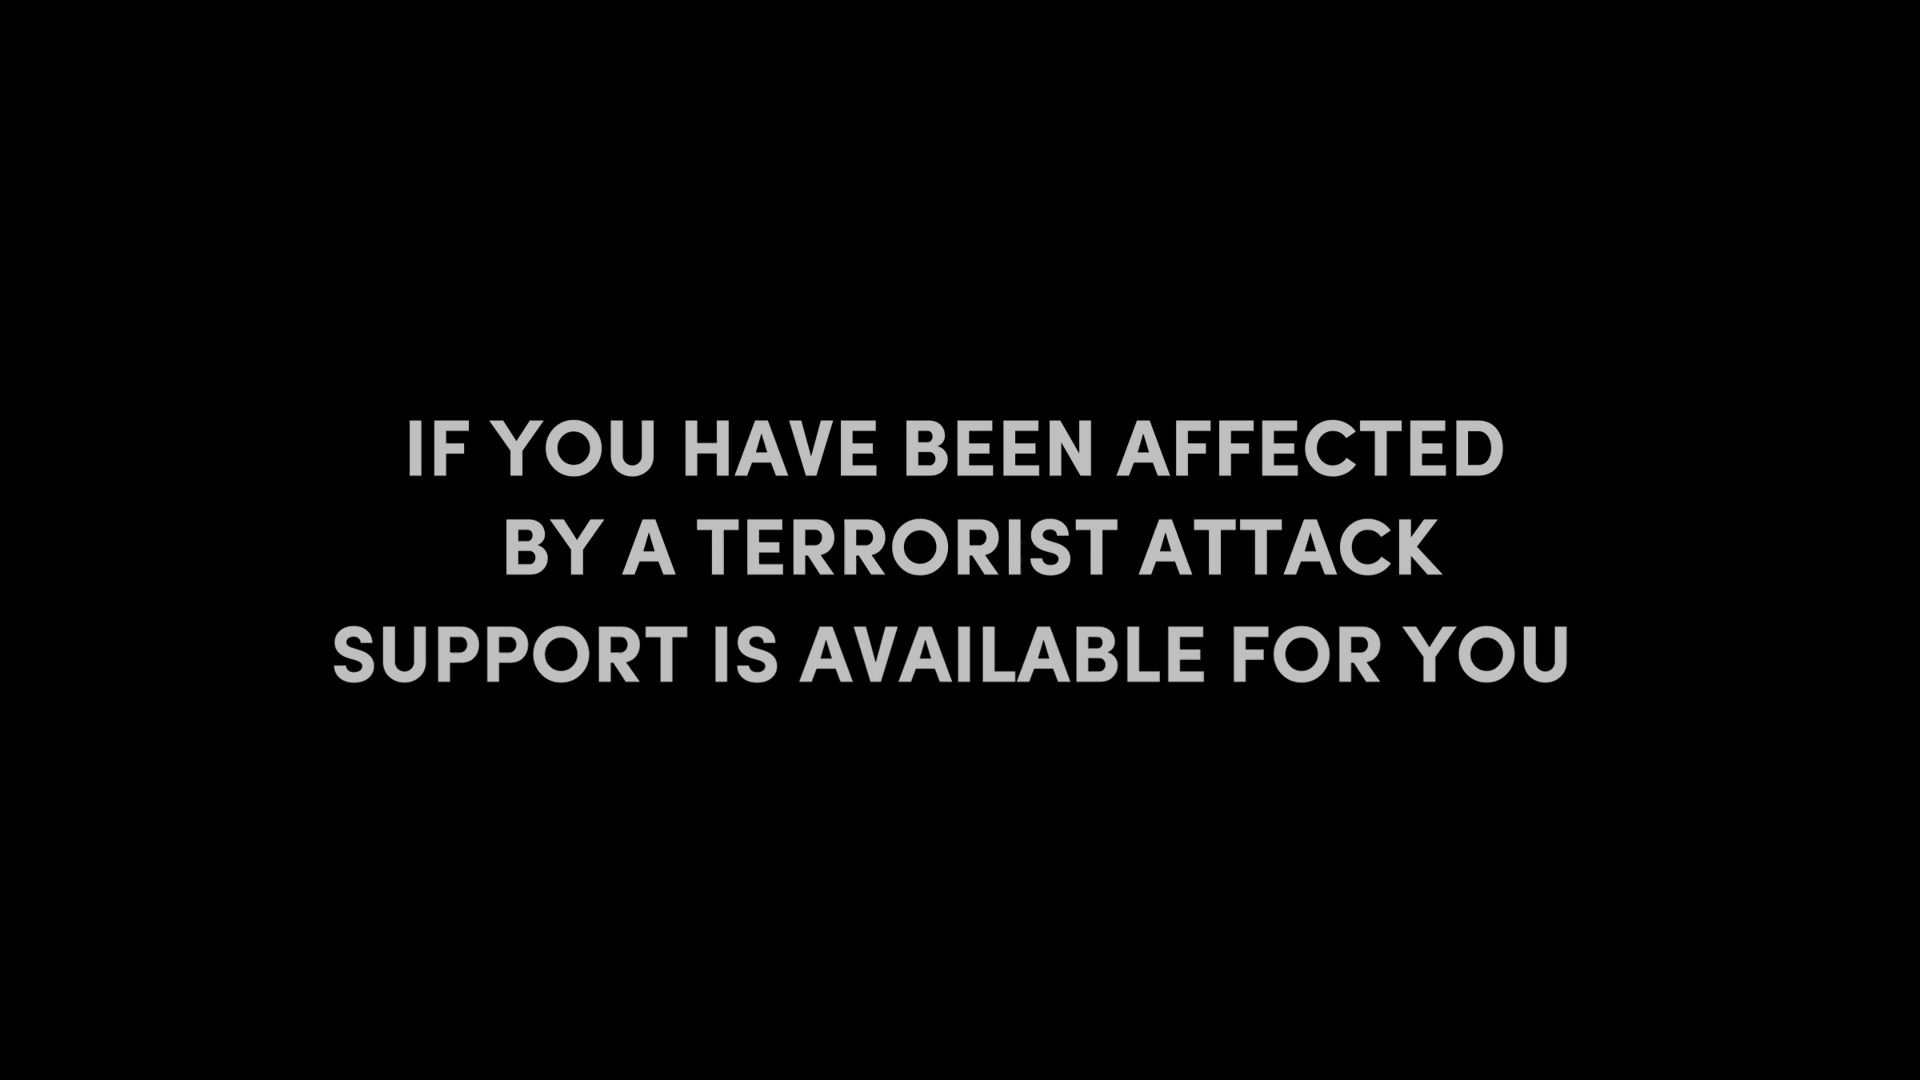 IF YOU HAVE BEEN AFFECTED
BY A TERRORIST ATTACK
SUPPORT IS AVAILABLE FOR YOU